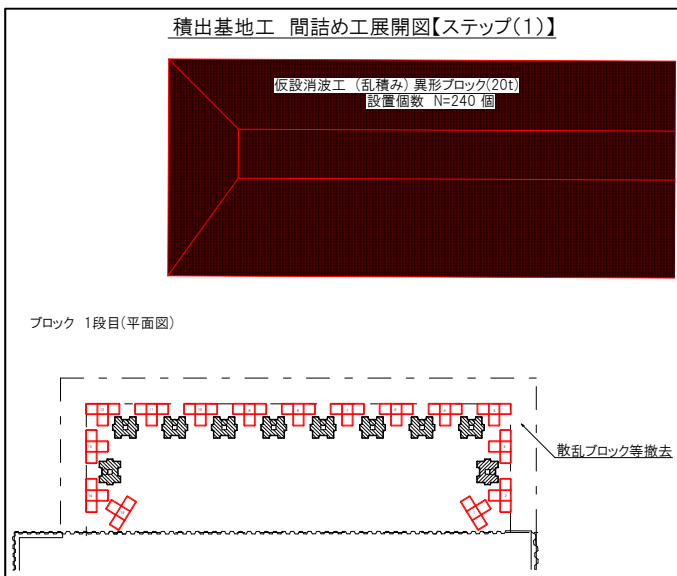 積出基地工 間詰め工展開図【ステップ(1)】
仮設消波工 (乱積み) 異形ブロック(20t)
設置個数 N=240 個
ブロック 1段目(平面図)
散乱ブロック等撤去